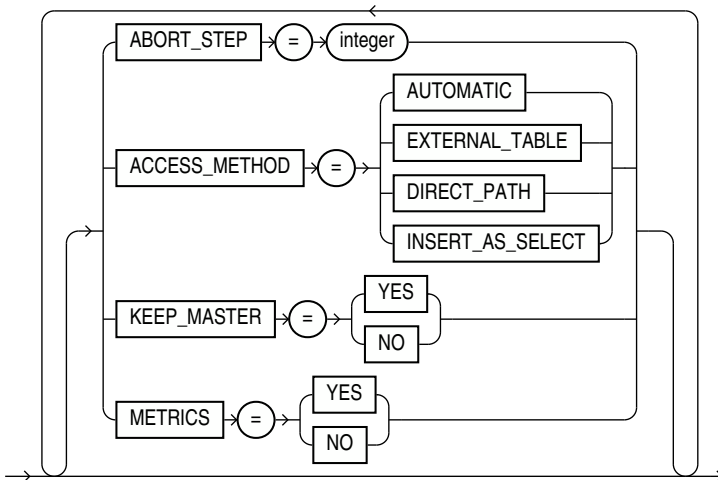 ABORT_STEP = integer
AUTOMATIC
EXTERNAL_TABLE
ACCESS_METHOD =
DIRECT_PATH
INSERT_AS_SELECT
YES
KEEP_MASTER =
NO
YES
METRICS =
NO